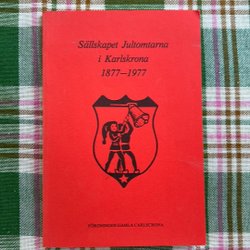 Sällskapet Jultomtarna
i Karlskrona
1877–1977
FÖRENINGEN GAMLA CARLSCRONA